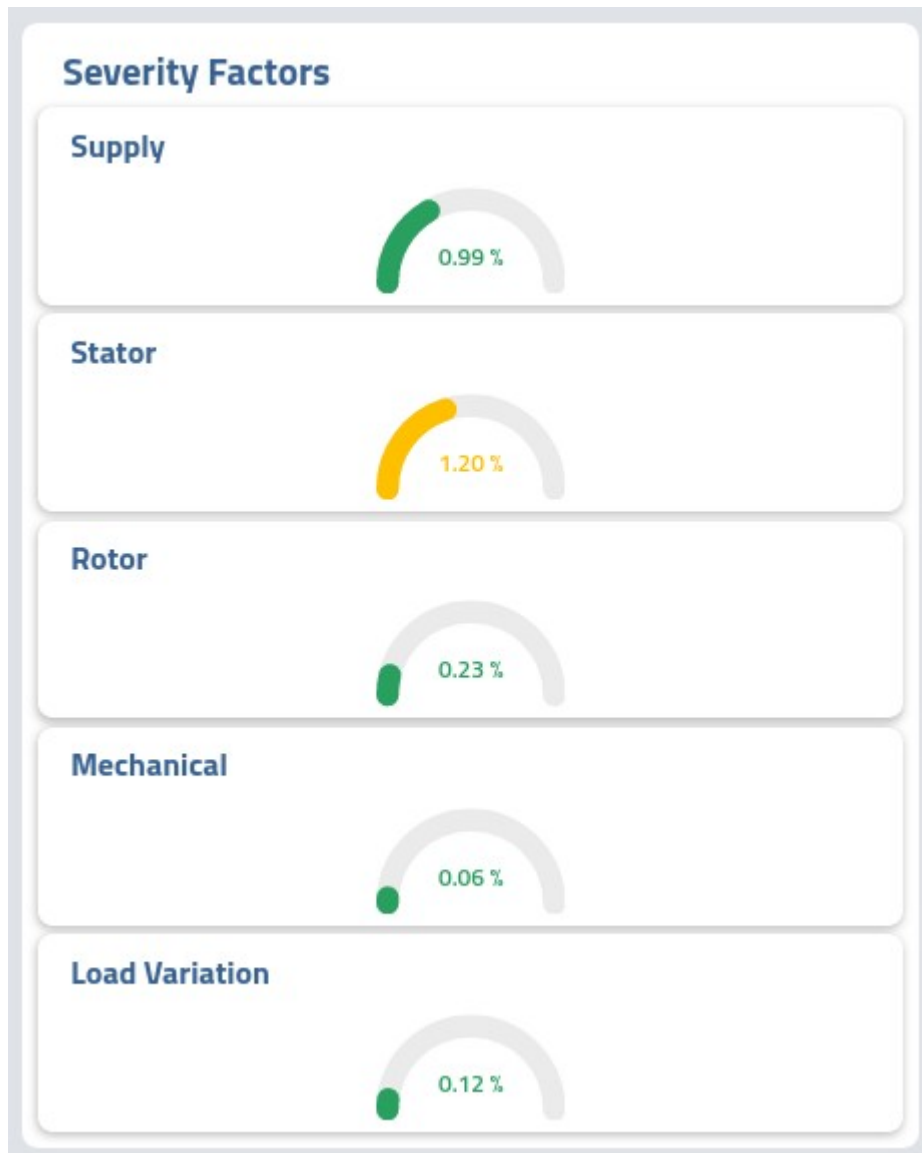 Severity Factors
Supply
0.99 %
Stator
1.20 %
Rotor
0.23 %
Mechanical
0.06 %
Load Variation
0.12 %